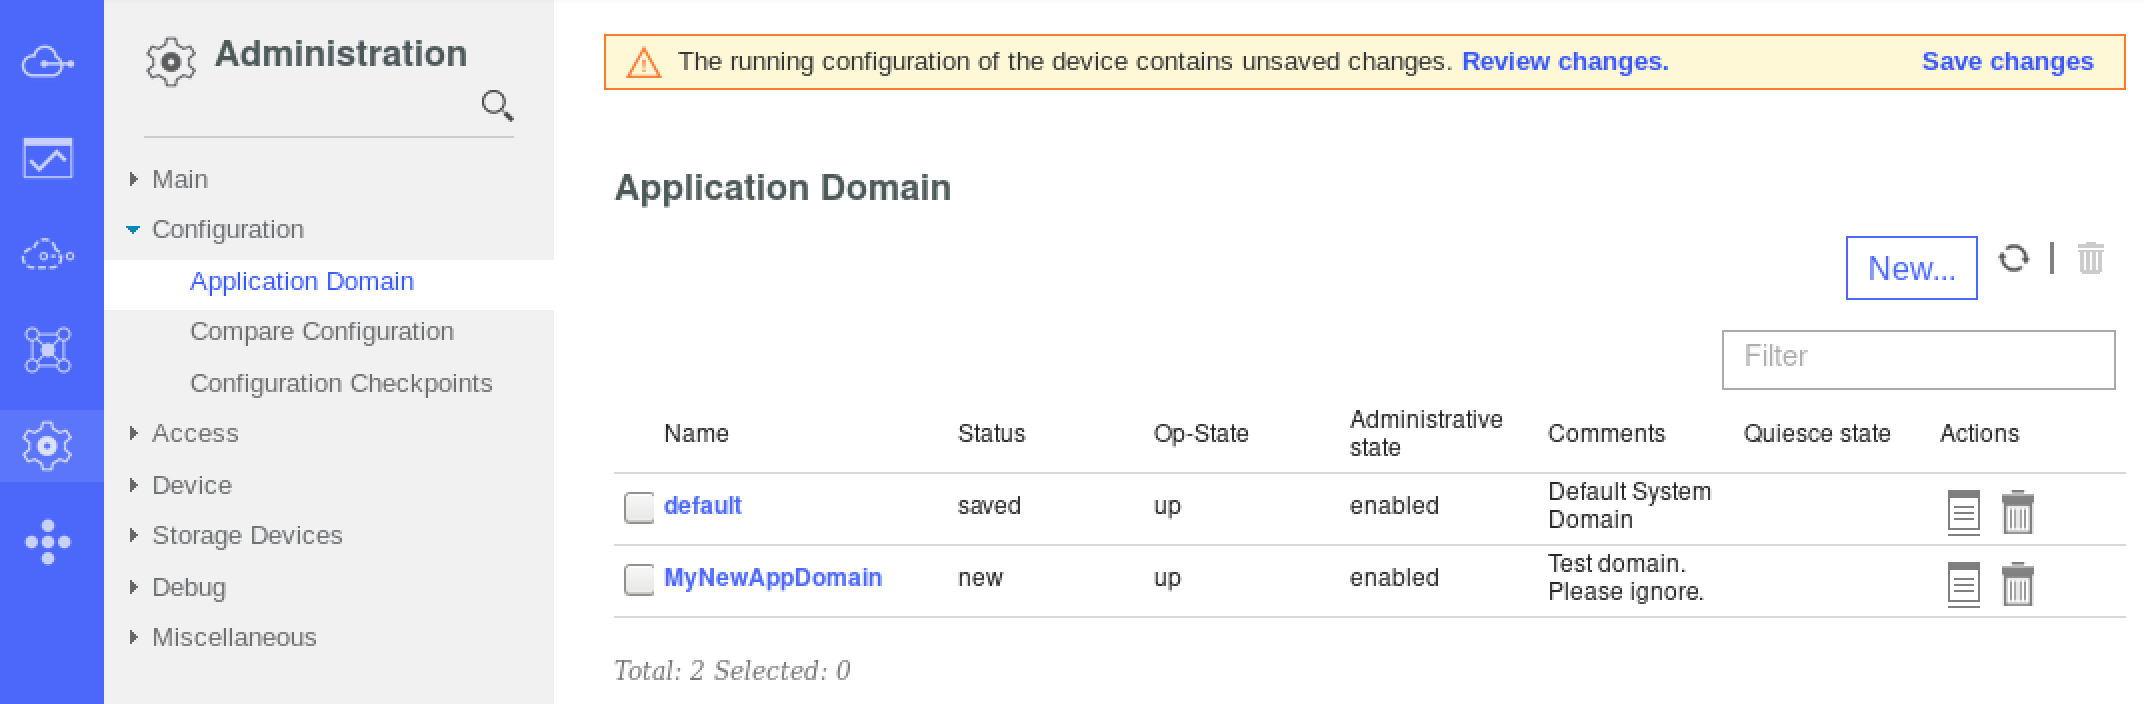 Administration
Main
Configuration
Application Domain
Compare Configuration
Configuration Checkpoints
Access
Device
Storage Devices
Debug
Miscellaneous
The running configuration of the device contains unsaved changes. Review changes. Save changes
Application Domain
New...
Filter
Name Status Op-State Administrative state Comments Quiesce state Actions
default saved up enabled Default System Domain
MyNewAppDomain new up enabled Test domain. Please ignore.
Total: 2 Selected: 0